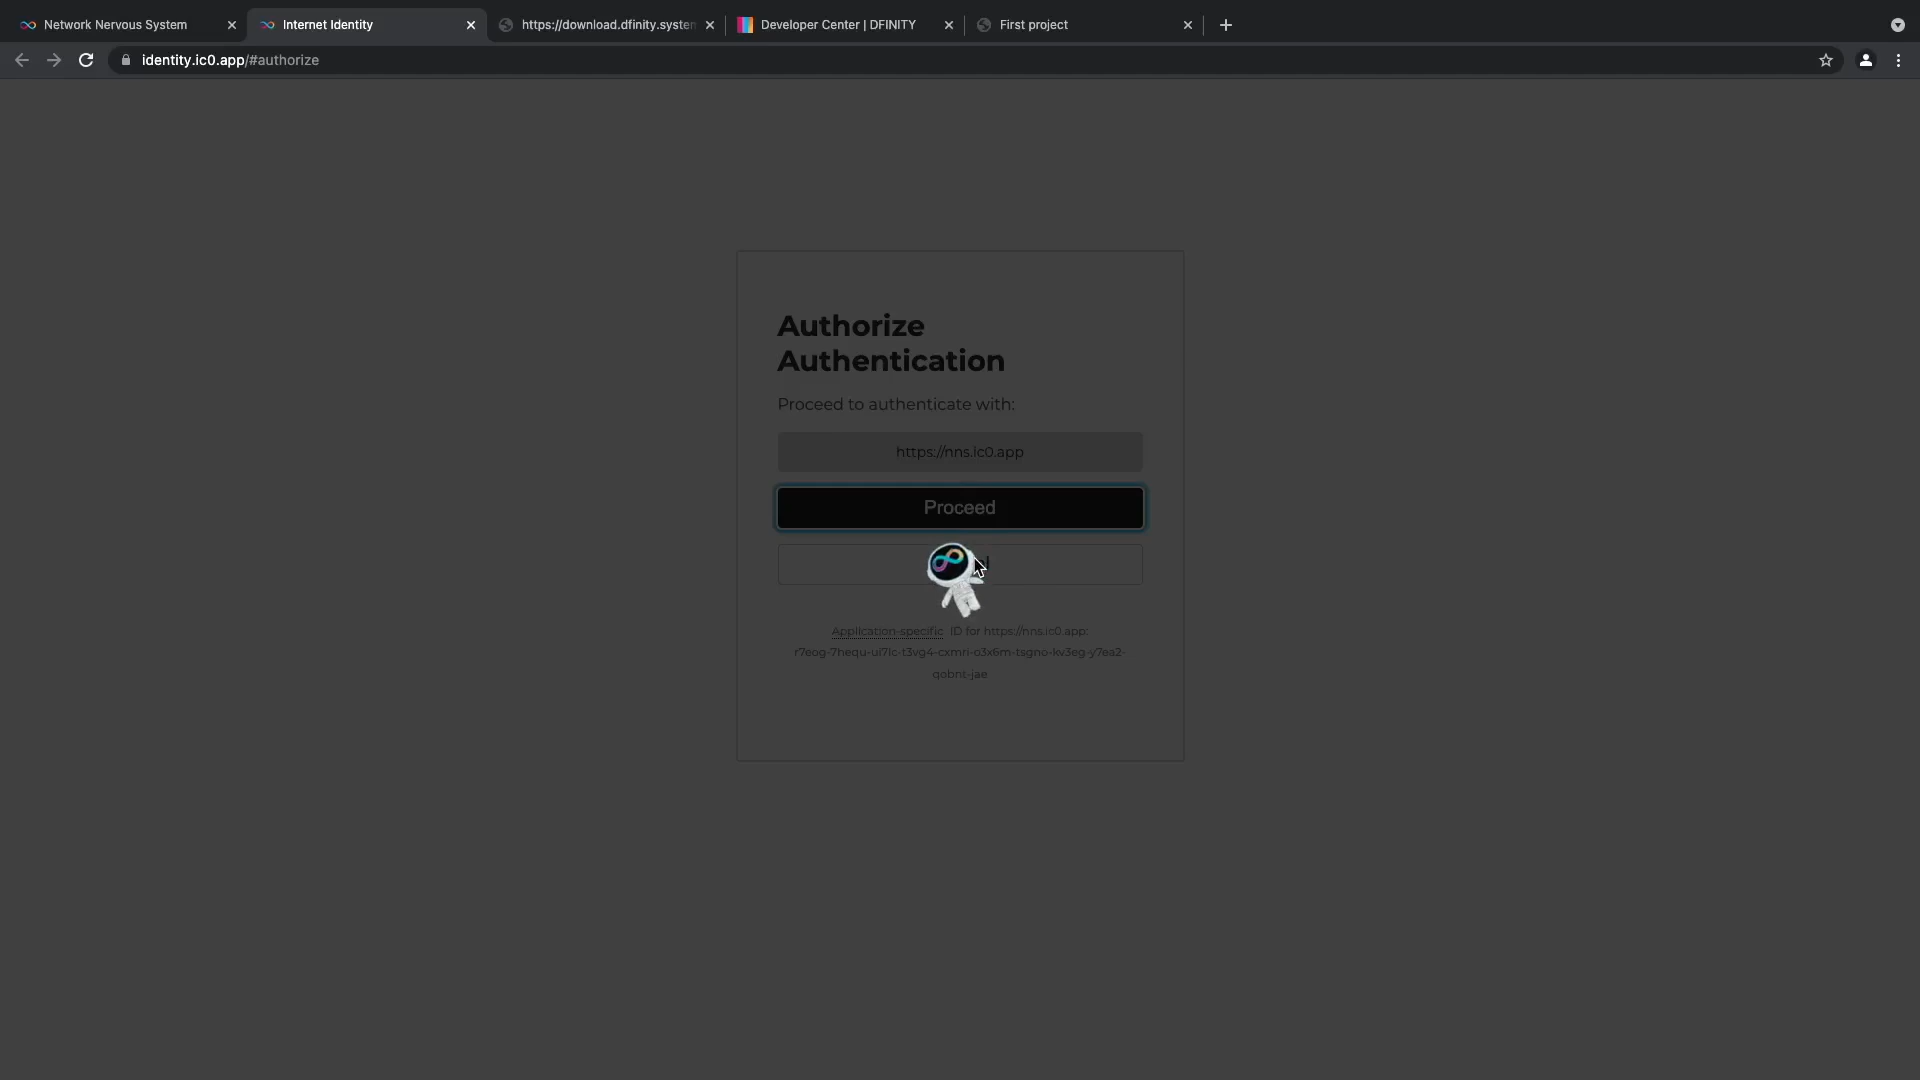 Network Nervous System
Internet Identity
https://download.dfinity.system
Developer Center | DFINITY
First project
identity.ic0.app/#authorize
Authorize
Authentication
Proceed to authenticate with:
https://nns.ic0.app
Proceed
Application-specific ID for https://nns.ic0.app:
r7eog-7hequ-ui7lc-t3vg4-cxmri-o3x6m-tsgno-kv3eg-y7ea2-
qobnt-jae